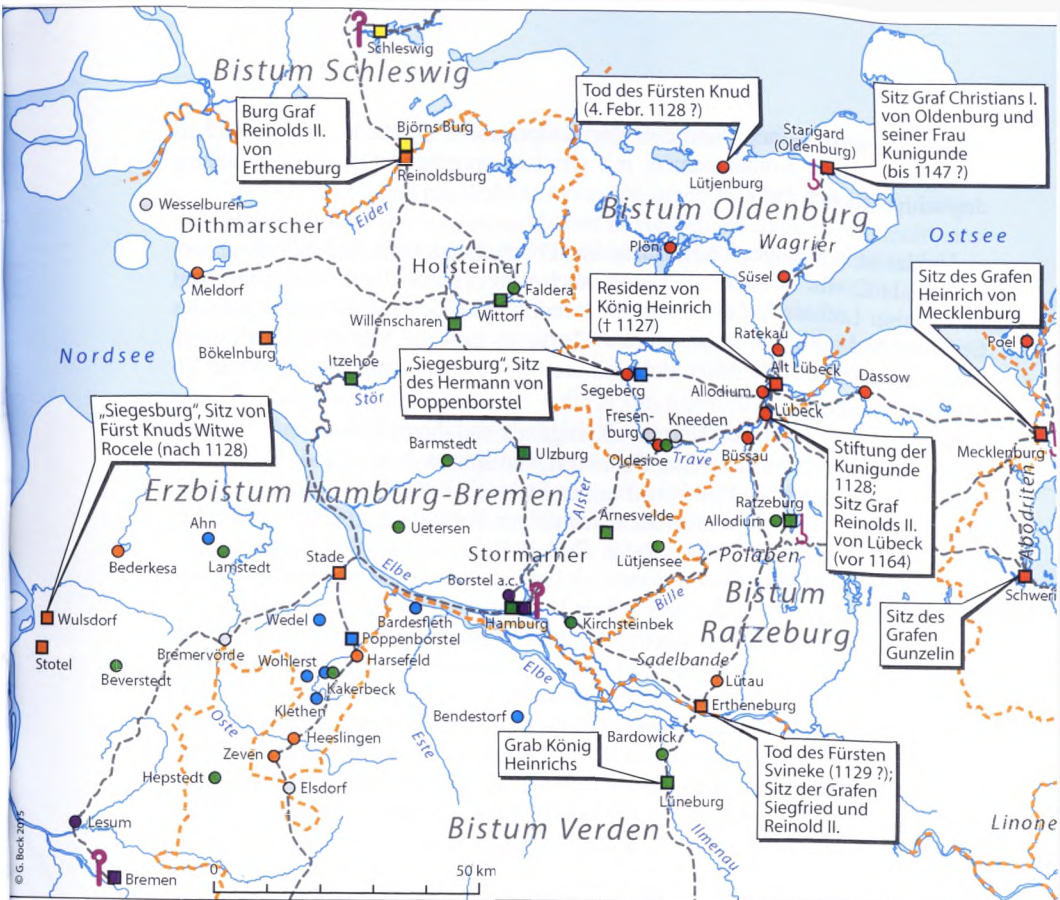 Schleswig
Bistum Schleswig
Burg Graf
Reinolds II.
von
Ertheneburg
Björns Burg
Reinoldsburg
Tod des Fürsten Knud
(4. Febr. 1128 ?)
Starigard
(Oldenburg)
Sitz Graf Christians I.
von Oldenburg und
seiner Frau
Kunigunde
(bis 1147 ?)
Lütjenburg
Wesselburen
Dithmarscher
Eider
Bistum Oldenburg
Wagrier
Ostsee
Plön
Holsteiner
Meldorf
Faldera
Wittorf
Süsel
Residenz von
König Heinrich
(† 1127)
Sitz des Grafen
Heinrich von
Mecklenburg
Willenscharen
Ratekau
Poel
Nordsee
Bökelnburg
Itzehoe
Stör
„Siegesburg“, Sitz
des Hermann von
Poppenborstel
Segeberg
Alt Lübeck
Allodium
Dassow
Lübeck
„Siegesburg“, Sitz von
Fürst Knuds Witwe
Rocele (nach 1128)
Fresen-
burg
Kneeden
Oldesloe
Trave
Büssau
Mecklenburg
Barmstedt
Ulzburg
Stiftung der
Kunigunde
1128;
Sitz Graf
Reinolds II.
von Lübeck
(vor 1164)
Erzbistum Hamburg-Bremen
Alster
Ratzeburg
Allodium
Ahn
Lamstedt
Bederkesa
Uetersen
Arnesvelde
Stormarner
Lütjensee
Polaben
Abodriten
Stade
Elbe
Borstel a.c.
Bille
Bistum
Ratzeburg
Schweri
Wulsdorf
Wedel
Bardesfleth
Hamburg
Kirchsteinbek
Sitz des
Grafen
Gunzelin
Stotel
Bremervörde
Poppenborstel
Harsefeld
Beverstedt
Wohlerst
Kakerbeck
Elbe
Sadelbande
Lütau
Klethen
Ertheneburg
Oste
Heeslingen
Este
Bendestorf
Bardowick
Zeven
Grab König
Heinrichs
Tod des Fürsten
Svineke (1129 ?);
Sitz der Grafen
Siegfried und
Reinold II.
Hepstedt
Elsdorf
Lüneburg
Lesum
Bistum Verden
Ilmenau
Linone
Bremen
0
50 km
© G. Bock 2015